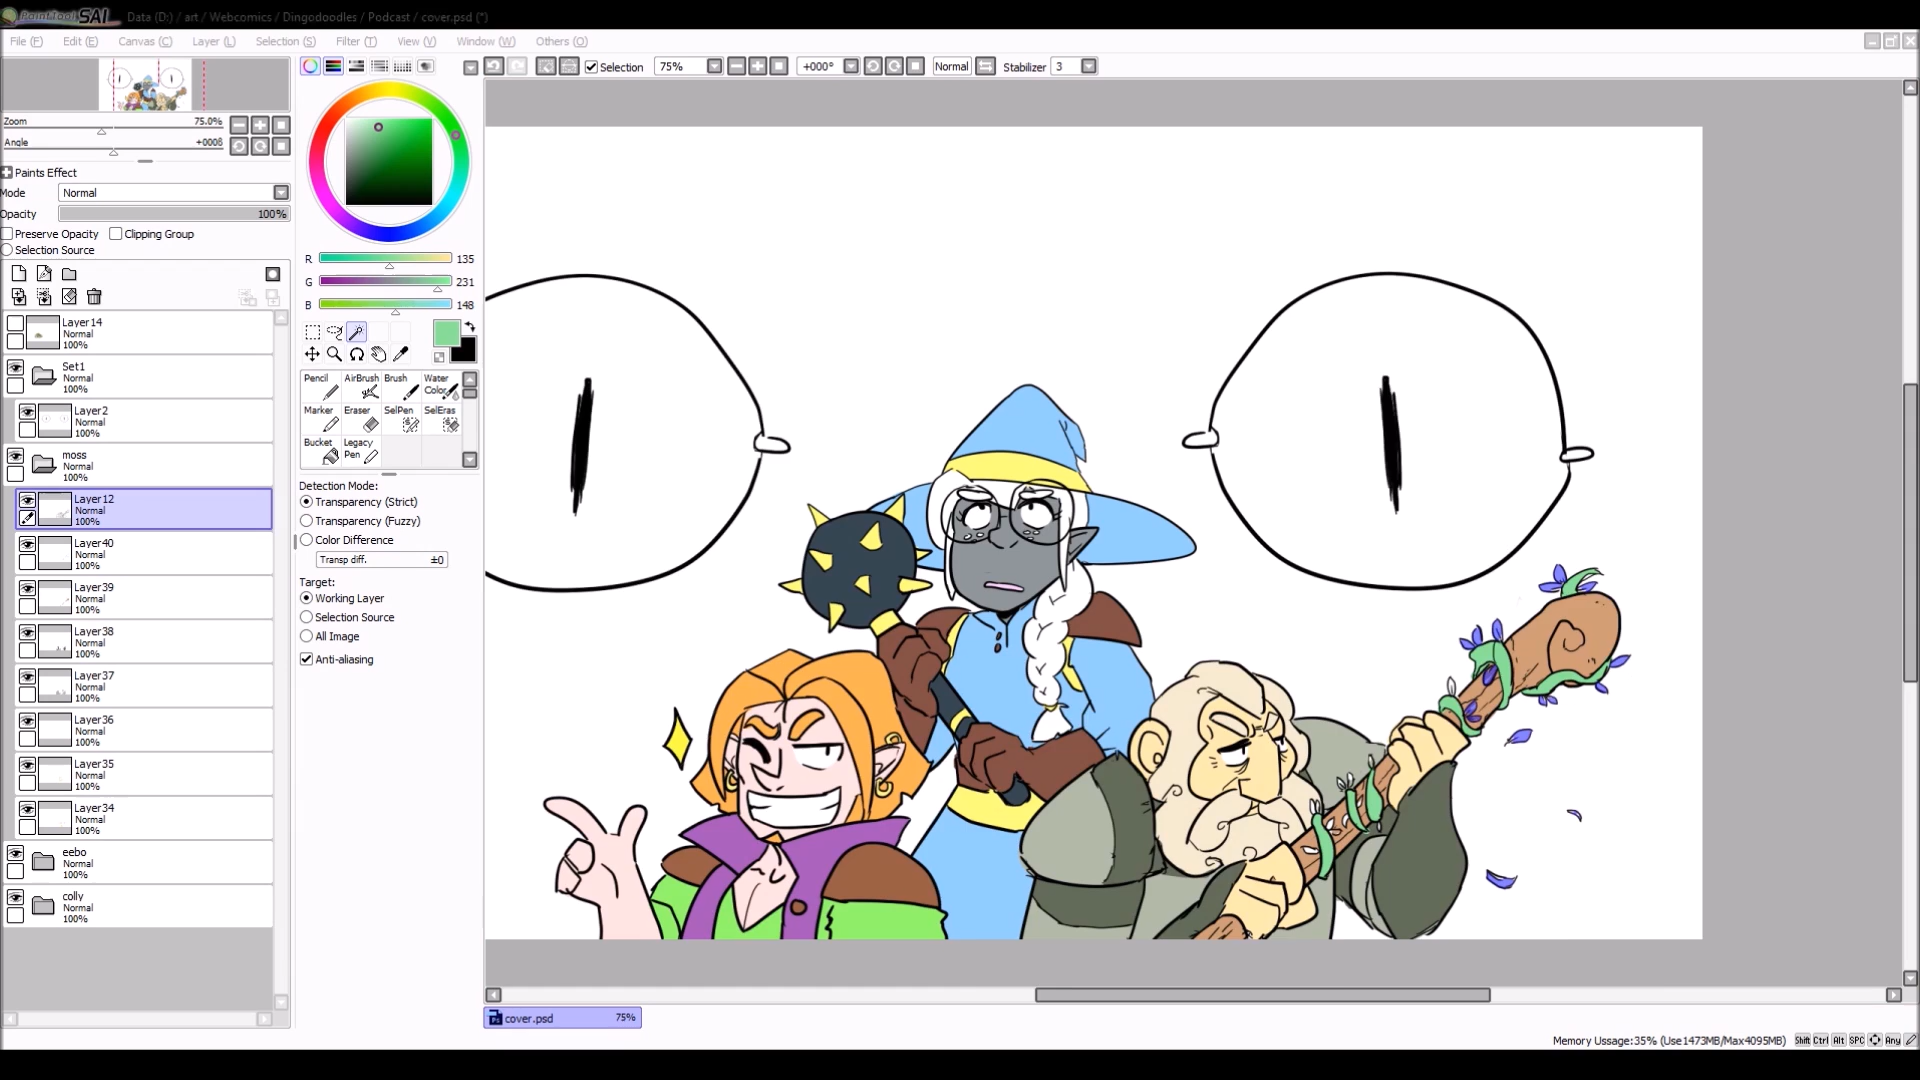 PaintTool SAI Data (D:) / art / Webcomics / Dingodoodles / Podcast / cover.psd (*)
File (F) Edit (E) Canvas (C) Layer (L) Selection (S) Filter (T) View (V) Window (W) Others (O)
Selection 75% +000° Normal Stabilizer 3
Zoom 75.0%
Angle +000δ
Paints Effect
Mode Normal
Opacity 100%
Preserve Opacity Clipping Group
Selection Source
Layer14
Normal
100%
Set1
Normal
100%
Layer2
Normal
100%
moss
Normal
100%
Layer12
Normal
100%
Layer40
Normal
100%
Layer39
Normal
100%
Layer38
Normal
100%
Layer37
Normal
100%
Layer36
Normal
100%
Layer35
Normal
100%
Layer34
Normal
100%
eebo
Normal
100%
colly
Normal
100%
R 135
G 231
B 148
Pencil AirBrush Brush Water Color
Marker Eraser SelPen SelEras
Bucket Legacy Pen
Detection Mode:
Transparency (Strict)
Transparency (Fuzzy)
Color Difference
Transp diff. ±0
Target:
Working Layer
Selection Source
All Image
Anti-aliasing
cover.psd 75%
Memory Ussage:35% (Use1473MB/Max4095MB) Shift Ctrl Alt SPC Any